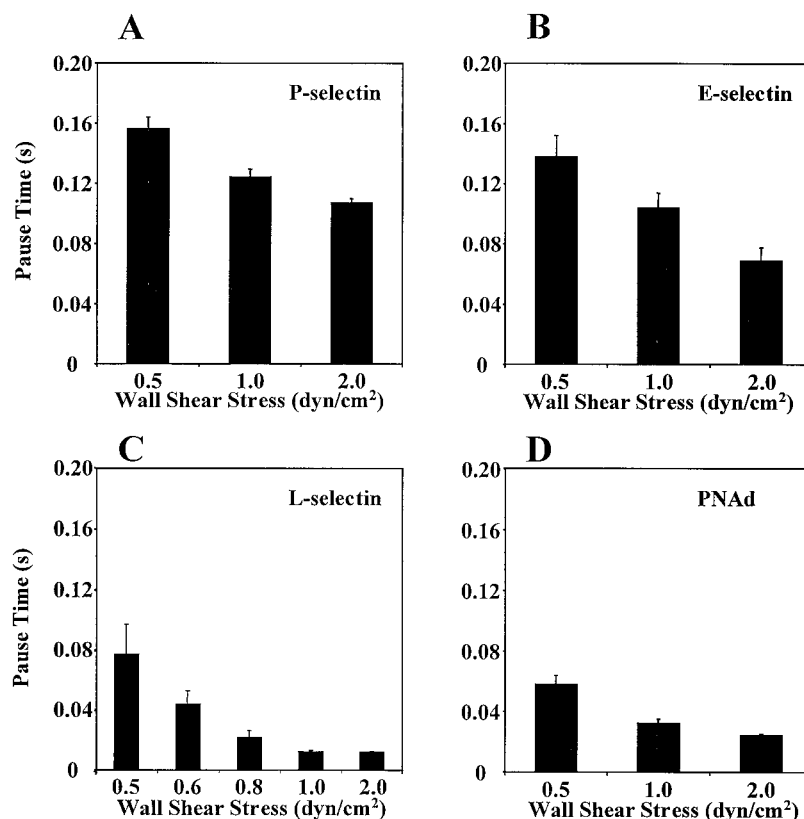 A
0.20
0.16
0.12
0.08
0.04
0
Pause Time (s)
P-selectin
0.5 1.0 2.0
Wall Shear Stress (dyn/cm²)
B
0.20
0.16
0.12
0.08
0.04
0
E-selectin
0.5 1.0 2.0
Wall Shear Stress (dyn/cm²)
C
0.20
0.16
0.12
0.08
0.04
0
Pause Time (s)
L-selectin
0.5 0.6 0.8 1.0 2.0
Wall Shear Stress (dyn/cm²)
D
0.20
0.16
0.12
0.08
0.04
0
PNAd
0.5 1.0 2.0
Wall Shear Stress (dyn/cm²)